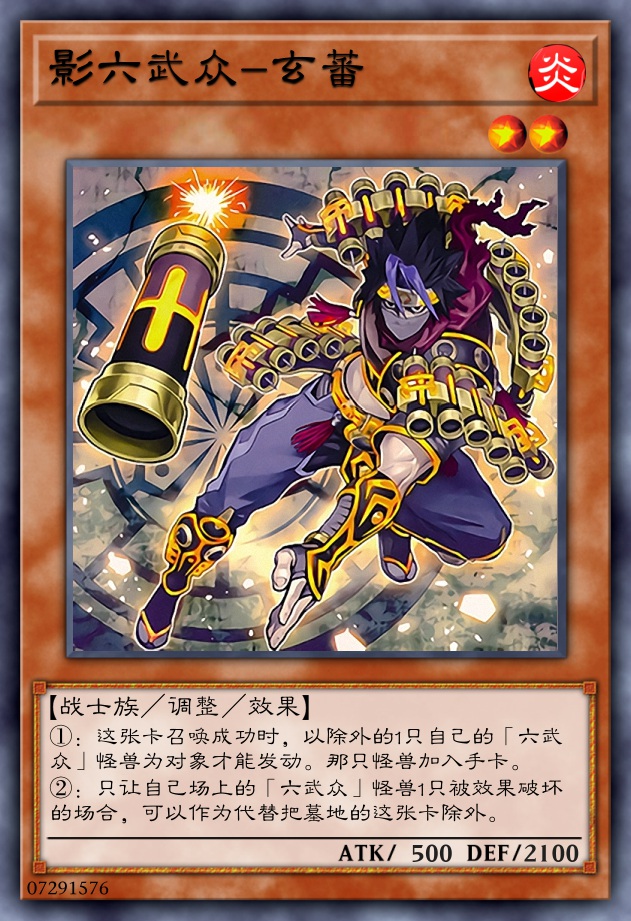 影六武众-玄蕃
炎
【战士族／调整／效果】
①：这张卡召唤成功时，以除外的1只自己的「六武
众」怪兽为对象才能发动。那只怪兽加入手卡。
②：只让自己场上的「六武众」怪兽1只被效果破坏
的场合，可以作为代替把墓地的这张卡除外。
ATK/ 500 DEF/2100
07291576